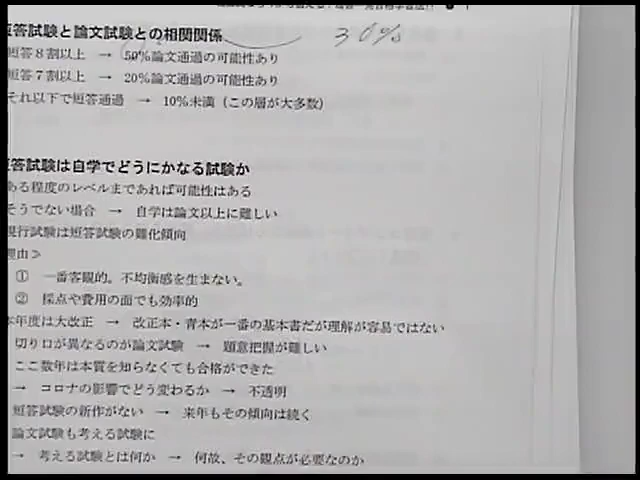 答試験と論文試験との相関関係 30%
短答8割以上 → 50%論文通過の可能性あり
短答7割以上 → 20%論文通過の可能性あり
それ以下で短答通過 → 10%未満（この層が大多数）
答試験は自学でどうにかなる試験か
ある程度のレベルまであれば可能性はある
そうでない場合 → 自学は論文以上に難しい
現行試験は短答試験の難化傾向
理由≫
① 一番客観的。不均衡感を生まない。
② 採点や費用の面でも効率的
本年度は大改正 → 改正本・青本が一番の基本書だが理解が容易ではない
切り口が異なるのが論文試験 → 題意把握が難しい
ここ数年は本質を知らなくても合格ができた
→ コロナの影響でどう変わるか → 不透明
短答試験の新作がない → 来年もその傾向は続く
論文試験も考える試験に
→ 考える試験とは何か → 何故、その観点が必要なのか